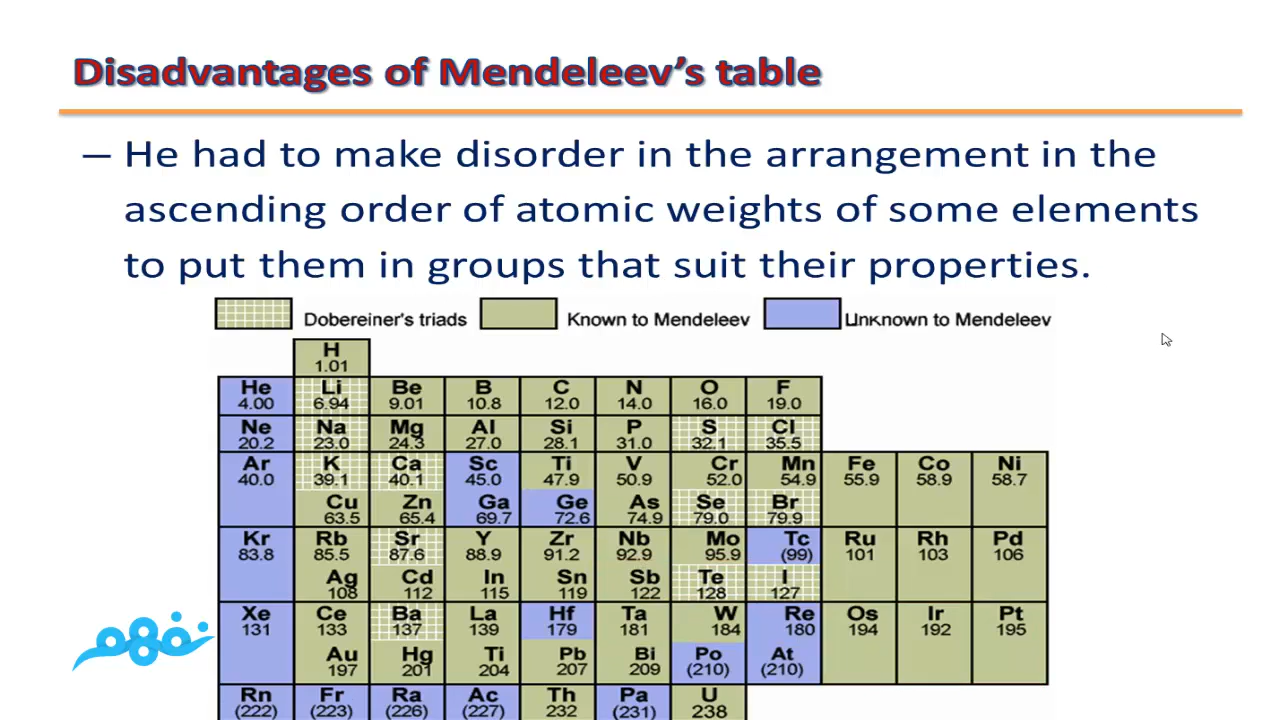 Disadvantages of Mendeleev's table
– He had to make disorder in the arrangement in the
ascending order of atomic weights of some elements
to put them in groups that suit their properties.
Dobereiner's triads Known to Mendeleev Unknown to Mendeleev
H
1.01
He Li Be B C N O F
4.00 6.94 9.01 10.8 12.0 14.0 16.0 19.0
Ne Na Mg Al Si P S Cl
20.2 23.0 24.3 27.0 28.1 31.0 32.1 35.5
Ar K Ca Sc Ti V Cr Mn Fe Co Ni
40.0 39.1 40.1 45.0 47.9 50.9 52.0 54.9 55.9 58.9 58.7
Cu Zn Ga Ge As Se Br
63.5 65.4 69.7 72.6 74.9 79.0 79.9
Kr Rb Sr Y Zr Nb Mo Tc Ru Rh Pd
83.8 85.5 87.6 88.9 91.2 92.9 95.9 (99) 101 103 106
Ag Cd In Sn Sb Te I
108 112 115 119 122 128 127
Xe Ce Ba La Hf Ta W Re Os Ir Pt
131 133 137 139 179 181 184 180 194 192 195
Au Hg Ti Pb Bi Po At
197 201 204 207 209 (210) (210)
Rn Fr Ra Ac Th Pa U
(222) (223) (226) (227) 232 (231) 238
نفهم